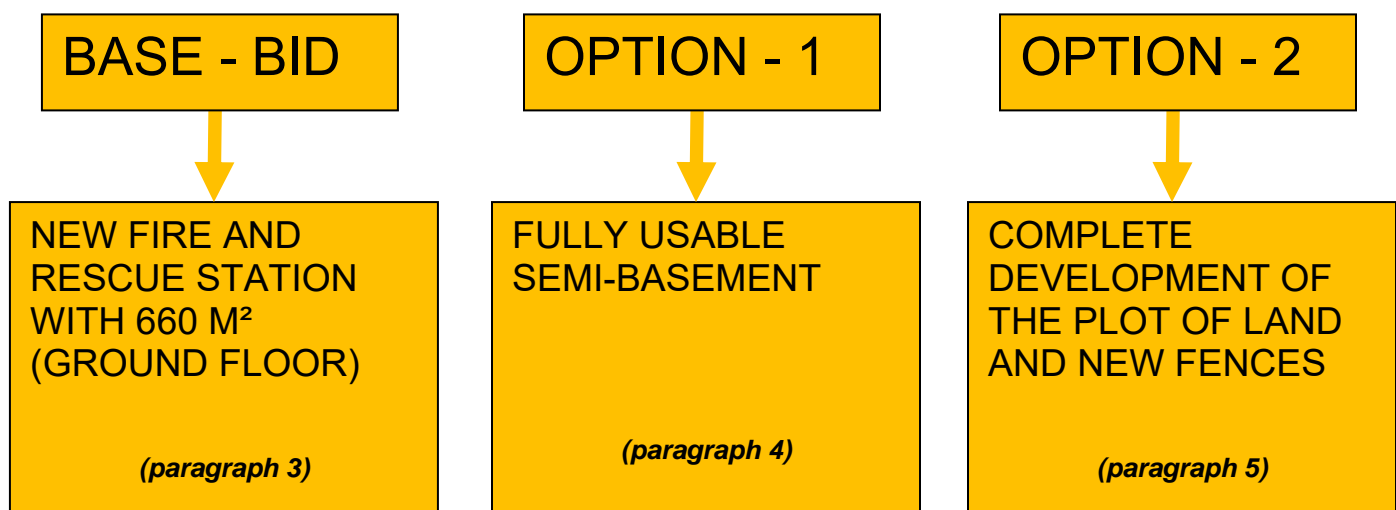 BASE - BID
NEW FIRE AND
RESCUE STATION
WITH 660 M²
(GROUND FLOOR)
(paragraph 3)
OPTION - 1
FULLY USABLE
SEMI-BASEMENT
(paragraph 4)
OPTION - 2
COMPLETE
DEVELOPMENT OF
THE PLOT OF LAND
AND NEW FENCES
(paragraph 5)